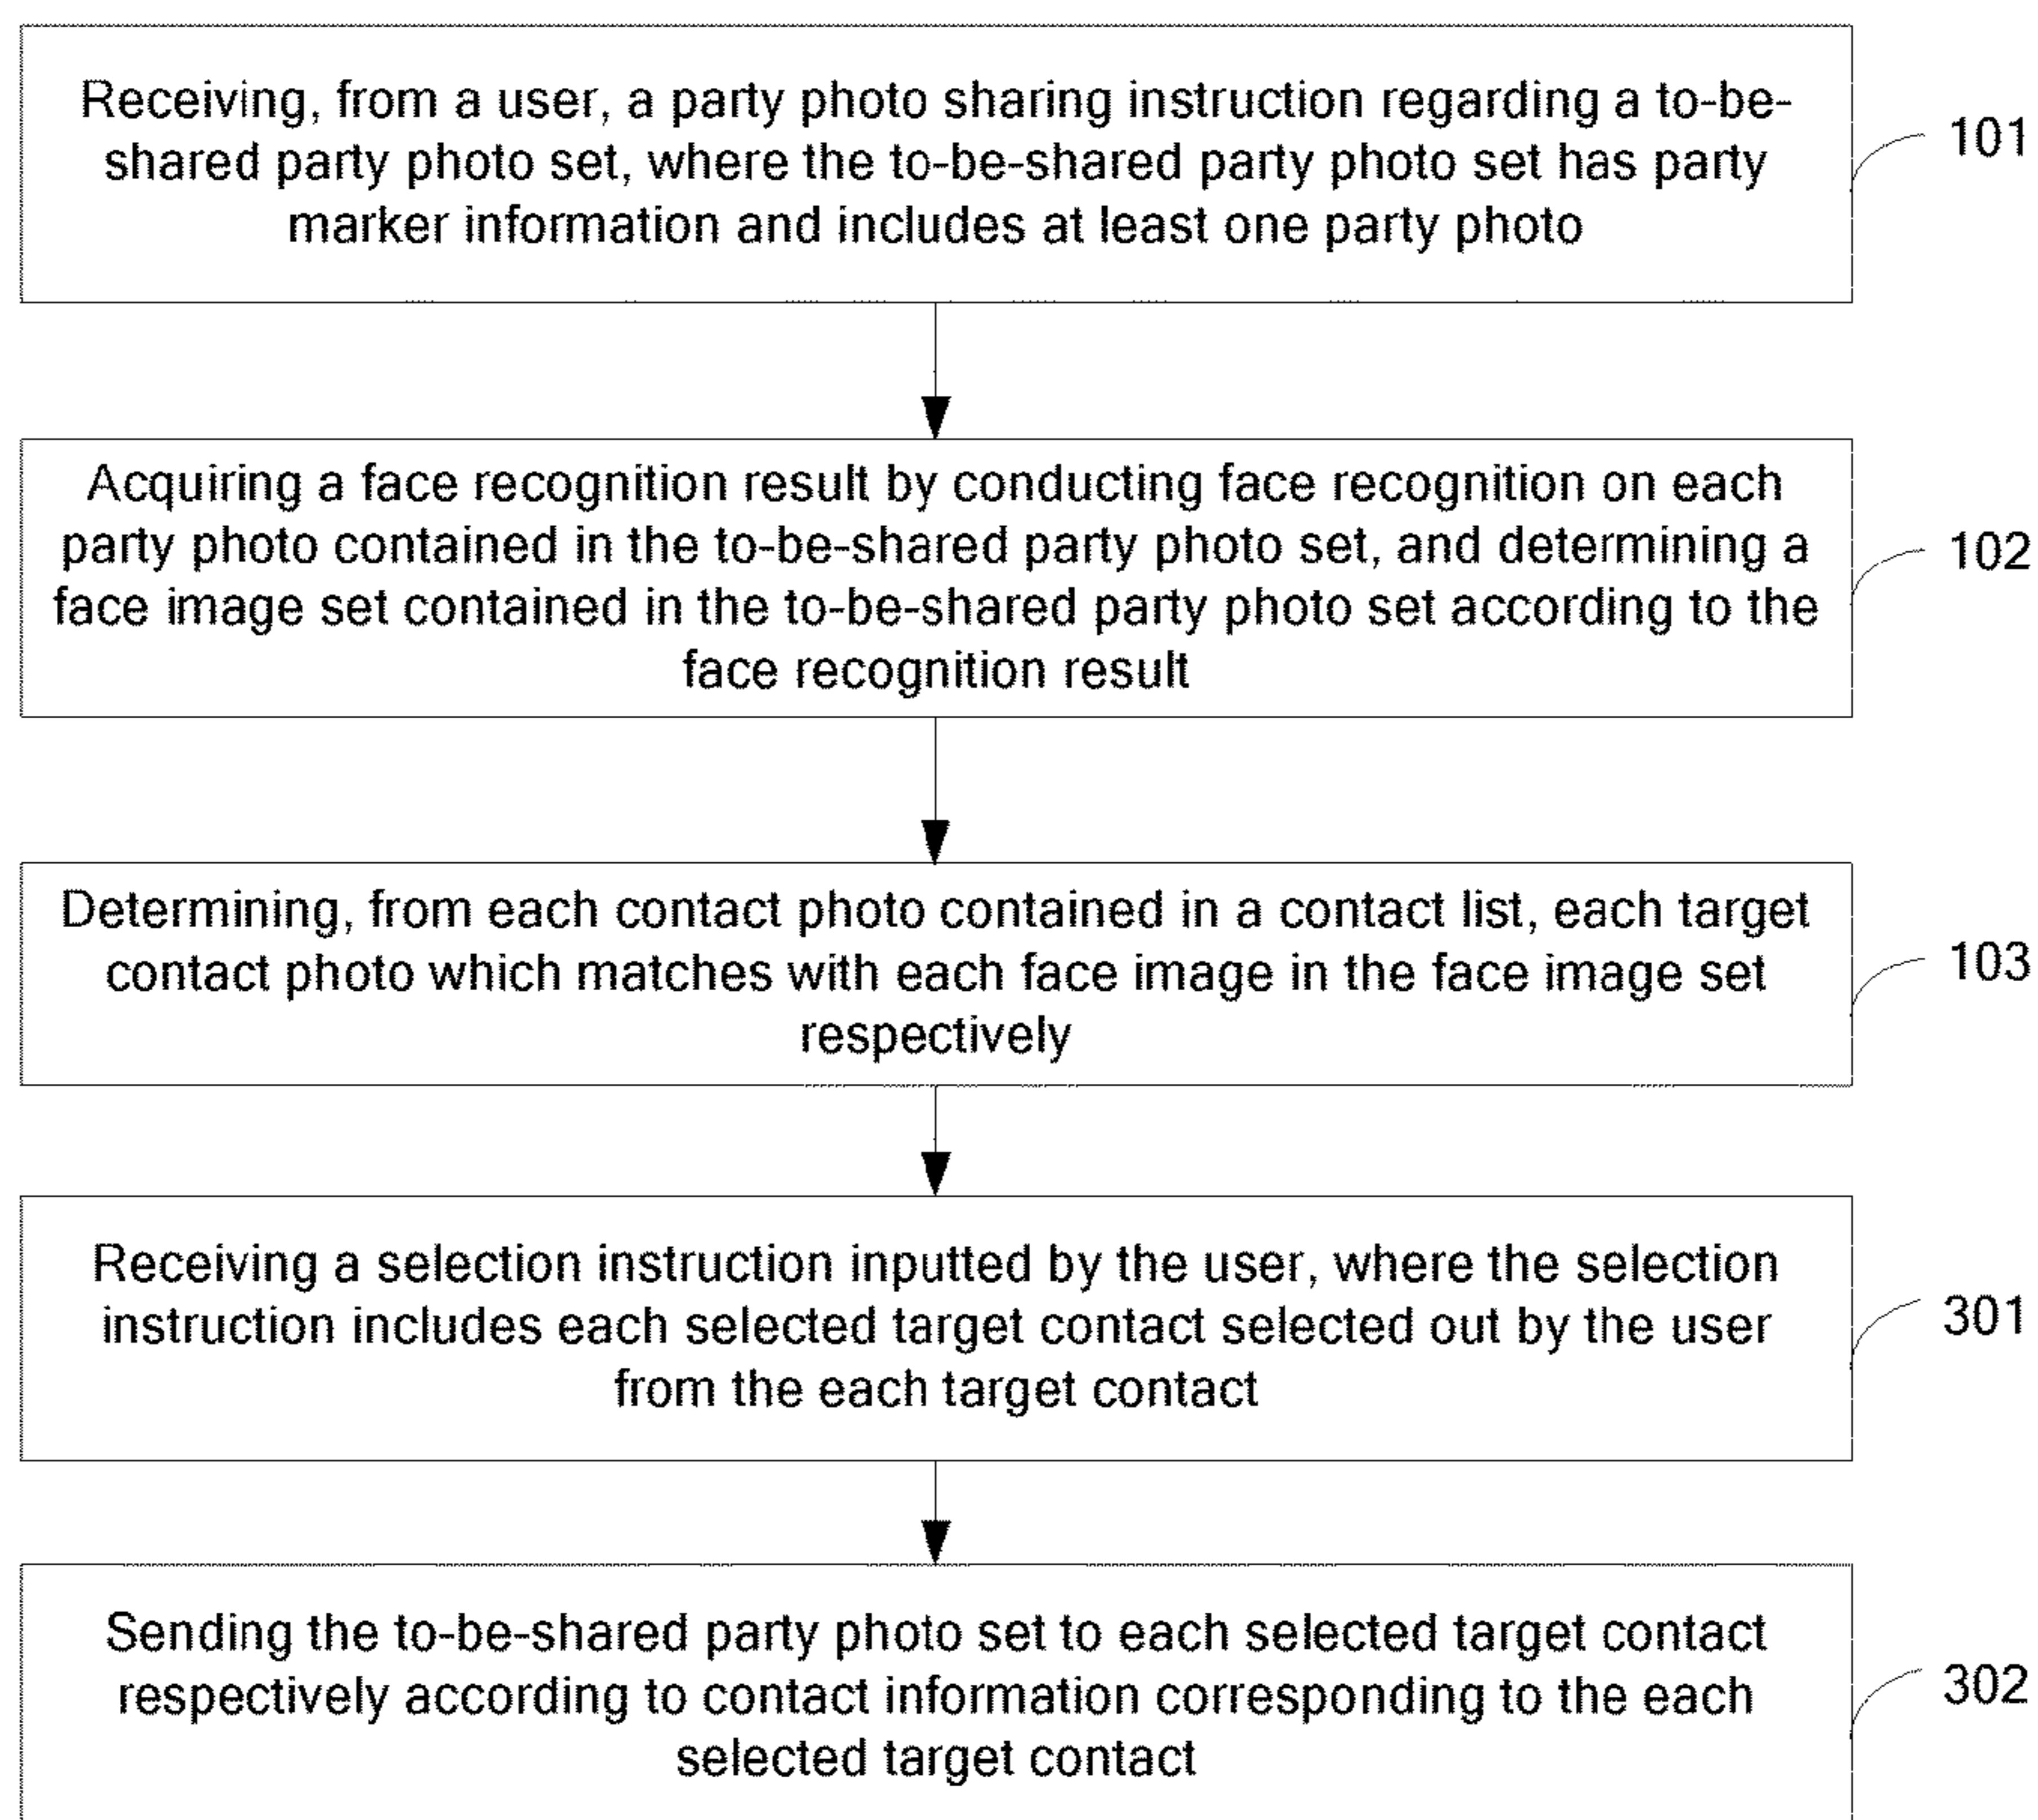 Receiving, from a user, a party photo sharing instruction regarding a to-be-
shared party photo set, where the to-be-shared party photo set has party
marker information and includes at least one party photo
101
Acquiring a face recognition result by conducting face recognition on each
party photo contained in the to-be-shared party photo set, and determining a
face image set contained in the to-be-shared party photo set according to the
face recognition result
102
Determining, from each contact photo contained in a contact list, each target
contact photo which matches with each face image in the face image set
respectively
103
Receiving a selection instruction inputted by the user, where the selection
instruction includes each selected target contact selected out by the user
from the each target contact
301
Sending the to-be-shared party photo set to each selected target contact
respectively according to contact information corresponding to the each
selected target contact
302